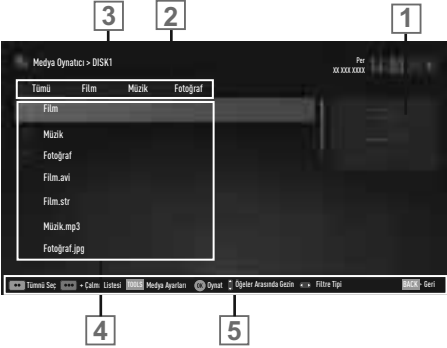 3 2 1
Medya Oynatıcı > DISK1
Per
XX XXX XXXX
Tümü Film Müzik Fotoğraf
Film
Müzik
Fotoğraf
Film.avi
Film.str
Müzik.mp3
Fotoğraf.jpg
Tümnü Seç + Çalma Listesi TOOLS Medya Ayarları OK Oynat Öğeler Arasında Gezin Filtre Tipi BACK - Geri
4 5